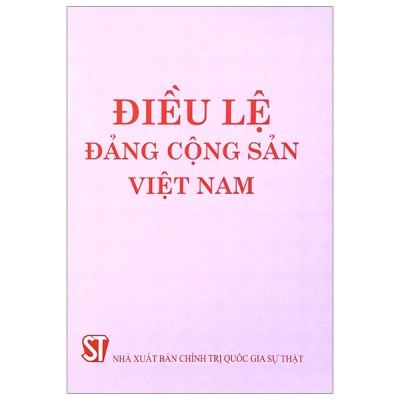 ĐIỀU LỆ
ĐẢNG CỘNG SẢN
VIỆT NAM
ST
NHÀ XUẤT BẢN CHÍNH TRỊ QUỐC GIA SỰ THẬT